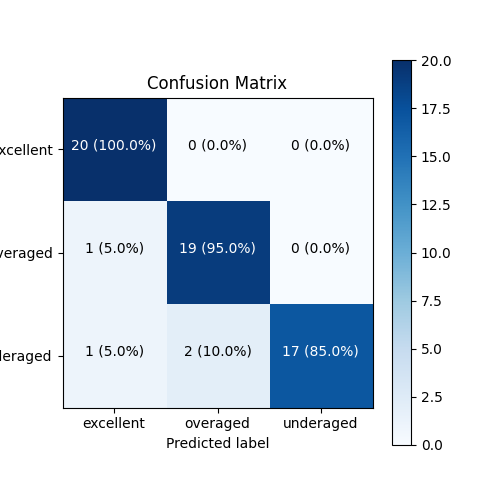 Confusion Matrix
20.0
17.5
15.0
12.5
10.0
7.5
5.0
2.5
0.0
xcellent 20 (100.0%) 0 (0.0%) 0 (0.0%)
veraged 1 (5.0%) 19 (95.0%) 0 (0.0%)
deraged 1 (5.0%) 2 (10.0%) 17 (85.0%)
excellent overaged underaged
Predicted label